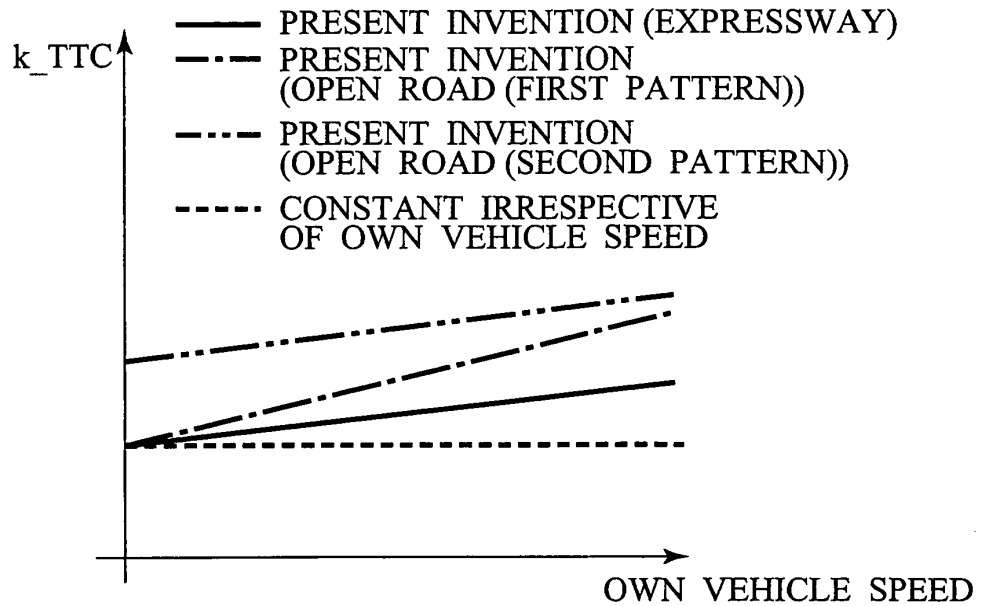 k_TTC
PRESENT INVENTION (EXPRESSWAY)
PRESENT INVENTION
(OPEN ROAD (FIRST PATTERN))
PRESENT INVENTION
(OPEN ROAD (SECOND PATTERN))
CONSTANT IRRESPECTIVE
OF OWN VEHICLE SPEED
OWN VEHICLE SPEED